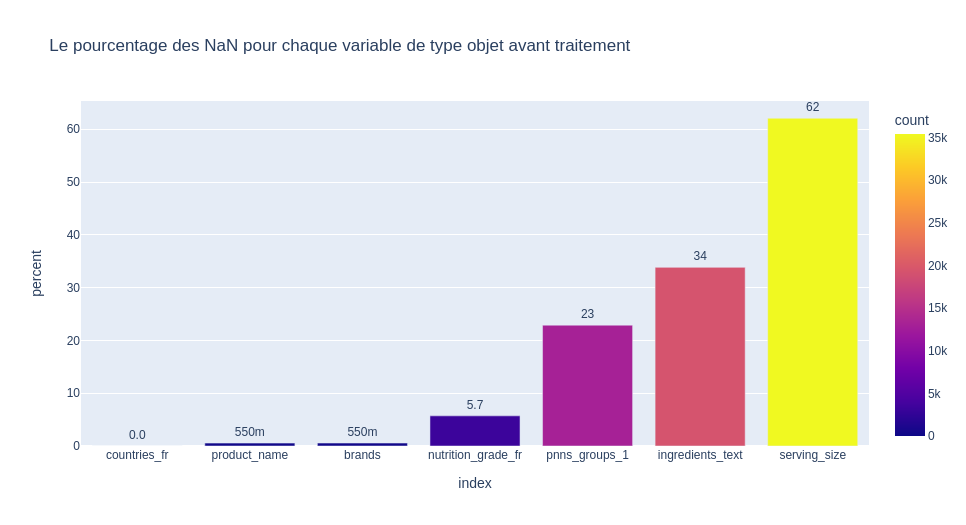 Le pourcentage des NaN pour chaque variable de type objet avant traitement
count
percent
60
50
40
30
20
10
0
0.0
550m
550m
5.7
23
34
62
35k
30k
25k
20k
15k
10k
5k
0
countries_fr
product_name
brands
nutrition_grade_fr
pnns_groups_1
ingredients_text
serving_size
index